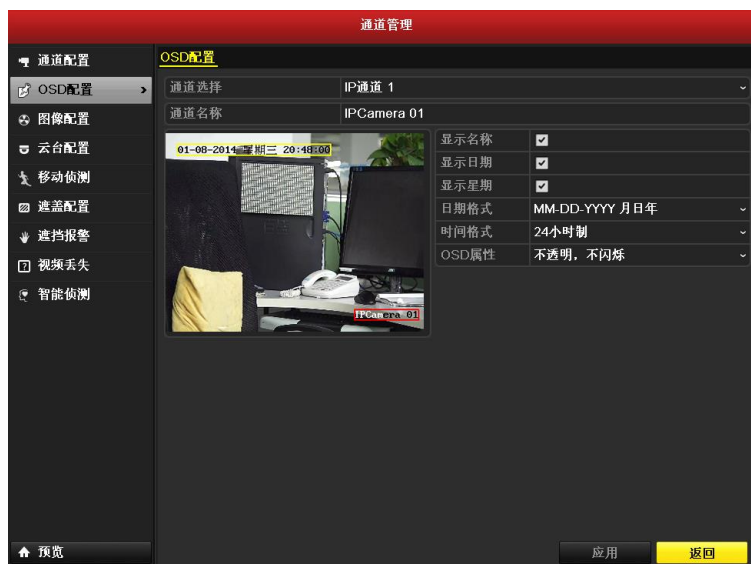 通道管理
通道配置
OSD配置
图像配置
云台配置
移动侦测
遮盖配置
遮挡报警
视频丢失
智能侦测
预览
OSD配置
通道选择 IP通道 1
通道名称 IPCamera 01
01-08-2014 星期三 20:48:00
IPCamera 01
显示名称
显示日期
显示星期
日期格式 MM-DD-YYYY 月日年
时间格式 24小时制
OSD属性 不透明，不闪烁
应用
返回